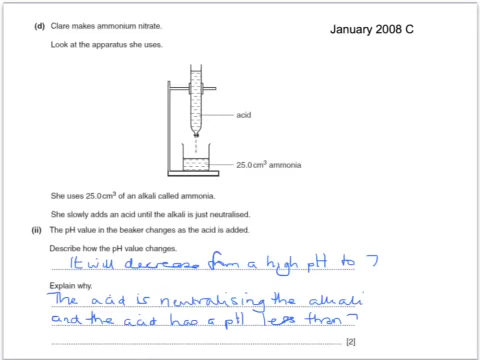 (d) Clare makes ammonium nitrate.
January 2008 C
Look at the apparatus she uses.
acid
25.0 cm³ ammonia
She uses 25.0 cm³ of an alkali called ammonia.
She slowly adds an acid until the alkali is just neutralised.
(ii) The pH value in the beaker changes as the acid is added.
Describe how the pH value changes.
It will decrease from a high pH to 7
Explain why.
The acid is neutralising the alkali
and the acid has a pH less than 7
[2]